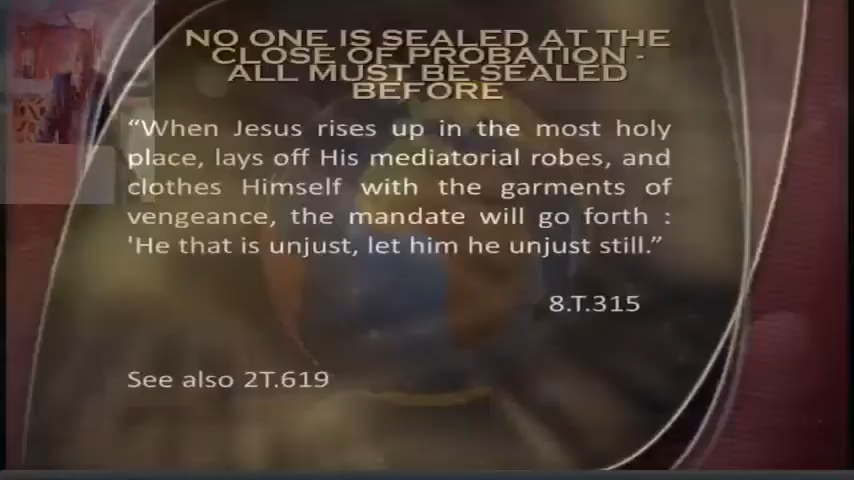 NO ONE IS SEALED AT THE
CLOSE OF PROBATION -
ALL MUST BE SEALED
BEFORE
“When Jesus rises up in the most holy
place, lays off His mediatorial robes, and
clothes Himself with the garments of
vengeance, the mandate will go forth :
'He that is unjust, let him he unjust still.”
8.T.315
See also 2T.619